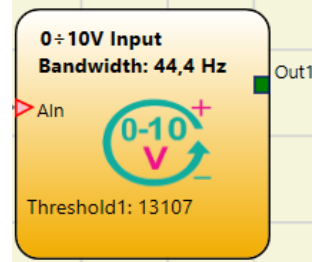 0÷10V Input
Bandwidth: 44,4 Hz
Out1
AIn
0-10
V
+
−
Threshold1: 13107